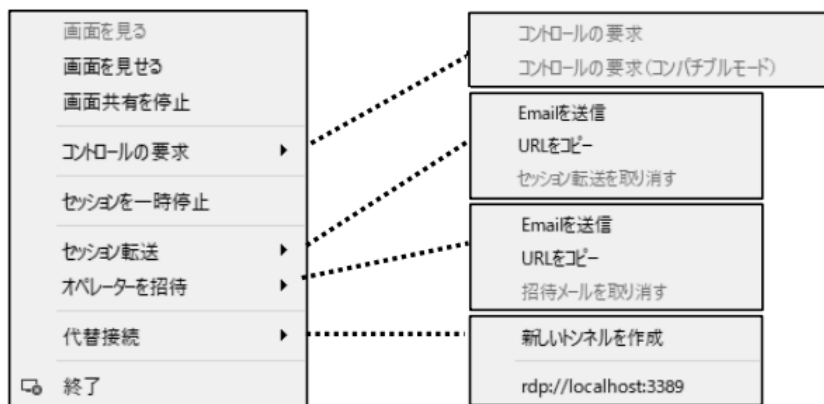 画面を見る
画面を見せる
画面共有を停止
コントロールの要求
セッションを一時停止
セッション転送
オペレーターを招待
代替接続
終了
コントロールの要求
コントロールの要求(コンパチブルモード)
Emailを送信
URLをコピー
セッション転送を取り消す
Emailを送信
URLをコピー
招待メールを取り消す
新しいトンネルを作成
rdp://localhost:3389